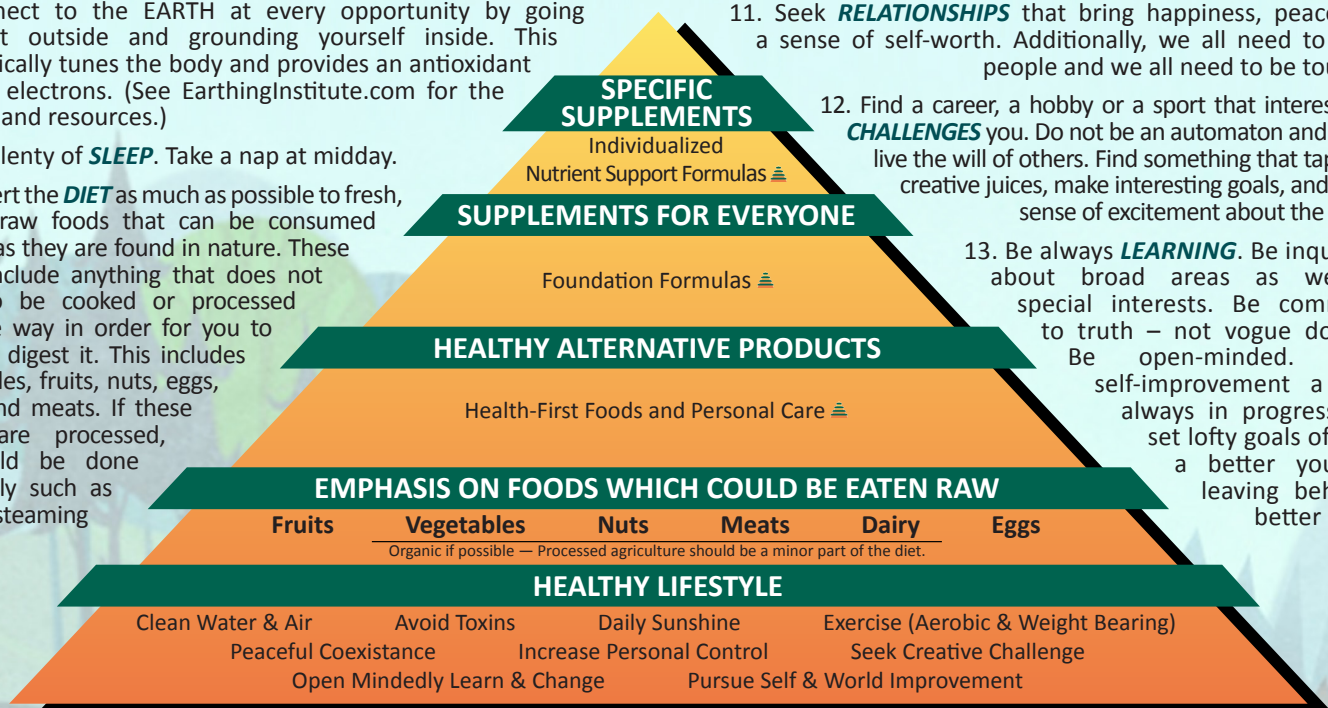 nect to the EARTH at every opportunity by going
t outside and grounding yourself inside. This
ically tunes the body and provides an antioxidant
electrons. (See EarthingInstitute.com for the
and resources.)
lenty of SLEEP. Take a nap at midday.
ert the DIET as much as possible to fresh,
raw foods that can be consumed
as they are found in nature. These
nclude anything that does not
o be cooked or processed
e way in order for you to
digest it. This includes
les, fruits, nuts, eggs,
nd meats. If these
are processed,
ld be done
ly such as
steaming
SPECIFIC
SUPPLEMENTS
Individualized
Nutrient Support Formulas
SUPPLEMENTS FOR EVERYONE
Foundation Formulas
HEALTHY ALTERNATIVE PRODUCTS
Health-First Foods and Personal Care
EMPHASIS ON FOODS WHICH COULD BE EATEN RAW
Fruits Vegetables Nuts Meats Dairy Eggs
Organic if possible — Processed agriculture should be a minor part of the diet.
HEALTHY LIFESTYLE
Clean Water & Air Avoid Toxins Daily Sunshine Exercise (Aerobic & Weight Bearing)
Peaceful Coexistance Increase Personal Control Seek Creative Challenge
Open Mindedly Learn & Change Pursue Self & World Improvement
11. Seek RELATIONSHIPS that bring happiness, peac
a sense of self-worth. Additionally, we all need to
people and we all need to be tou
12. Find a career, a hobby or a sport that interes
CHALLENGES you. Do not be an automaton and
live the will of others. Find something that tap
creative juices, make interesting goals, and
sense of excitement about the
13. Be always LEARNING. Be inqu
about broad areas as we
special interests. Be com
to truth – not vogue do
Be open-minded.
self-improvement a
always in progres
set lofty goals of
a better you
leaving beh
better